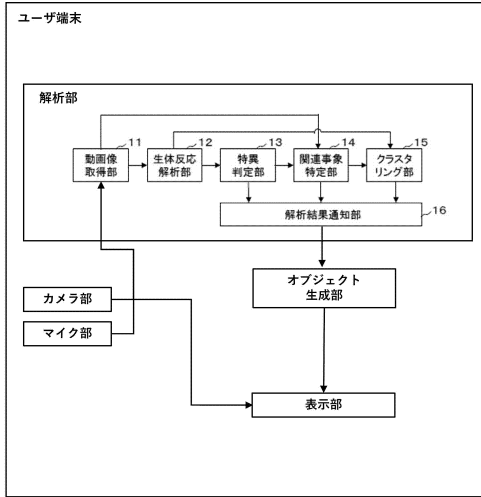 ユーザ端末
解析部
11
12
13
14
15
動画像
取得部
生体反応
解析部
特異
判定部
関連事象
特定部
クラスタ
リング部
解析結果通知部
16
オブジェクト
生成部
カメラ部
マイク部
表示部